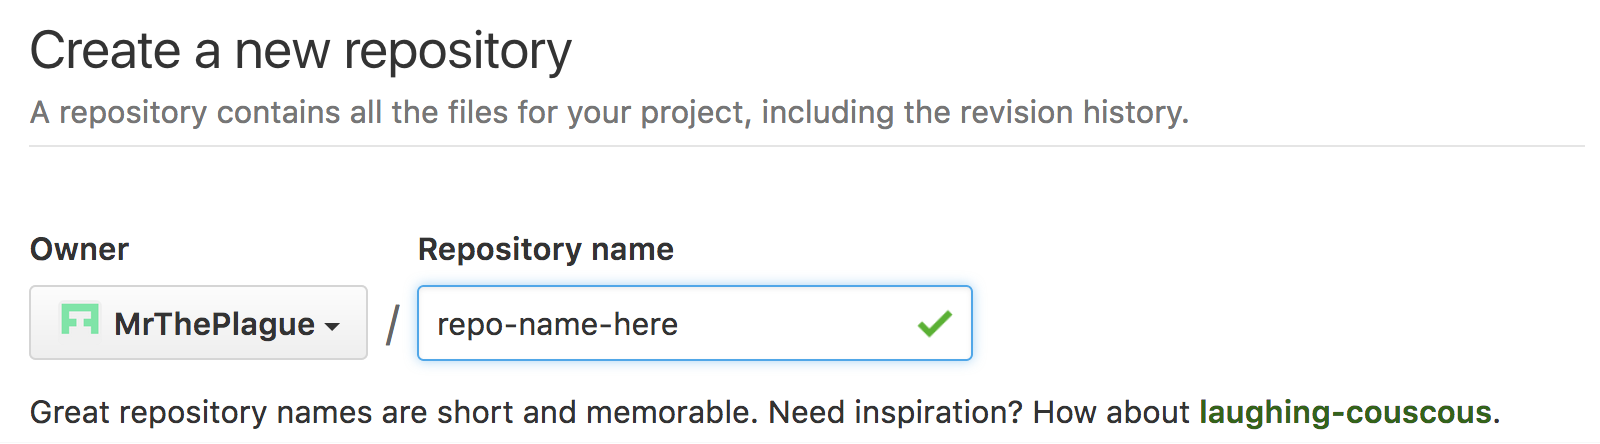 Create a new repository
A repository contains all the files for your project, including the revision history.
Owner
Repository name
MrThePlague
/
repo-name-here
Great repository names are short and memorable. Need inspiration? How about laughing-couscous.